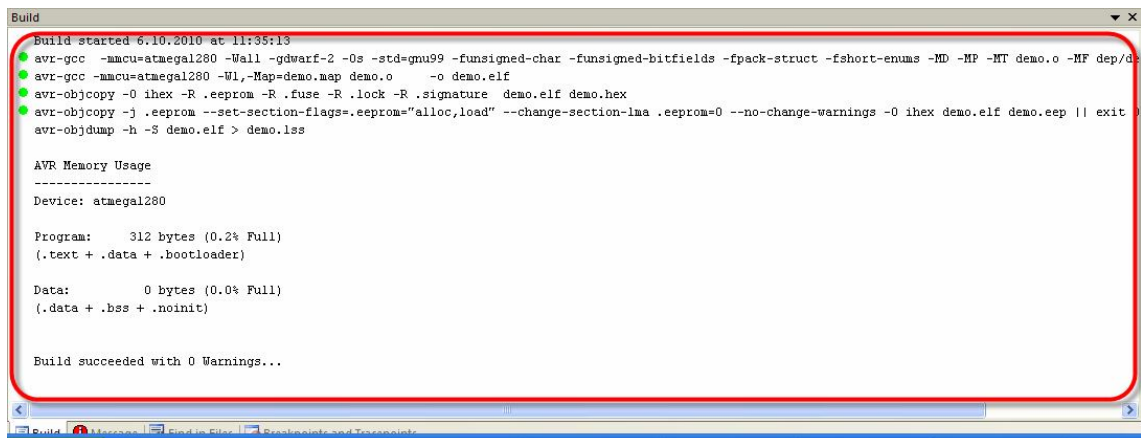 Build
Build started 6.10.2010 at 11:35:13
avr-gcc  -mmcu=atmega1280 -Wall -gdwarf-2 -Os -std=gnu99 -funsigned-char -funsigned-bitfields -fpack-struct -fshort-enums -MD -MP -MT demo.o -MF dep/de
avr-gcc -mmcu=atmega1280 -Wl,-Map=demo.map demo.o     -o demo.elf
avr-objcopy -O ihex -R .eeprom -R .fuse -R .lock -R .signature  demo.elf demo.hex
avr-objcopy -j .eeprom --set-section-flags=.eeprom="alloc,load" --change-section-lma .eeprom=0 --no-change-warnings -O ihex demo.elf demo.eep || exit 0
avr-objdump -h -S demo.elf > demo.lss
AVR Memory Usage
----------------
Device: atmega1280
Program:     312 bytes (0.2% Full)
(.text + .data + .bootloader)
Data:          0 bytes (0.0% Full)
(.data + .bss + .noinit)
Build succeeded with 0 Warnings...
Build Message Find in Files Breakpoints and Tracepoints